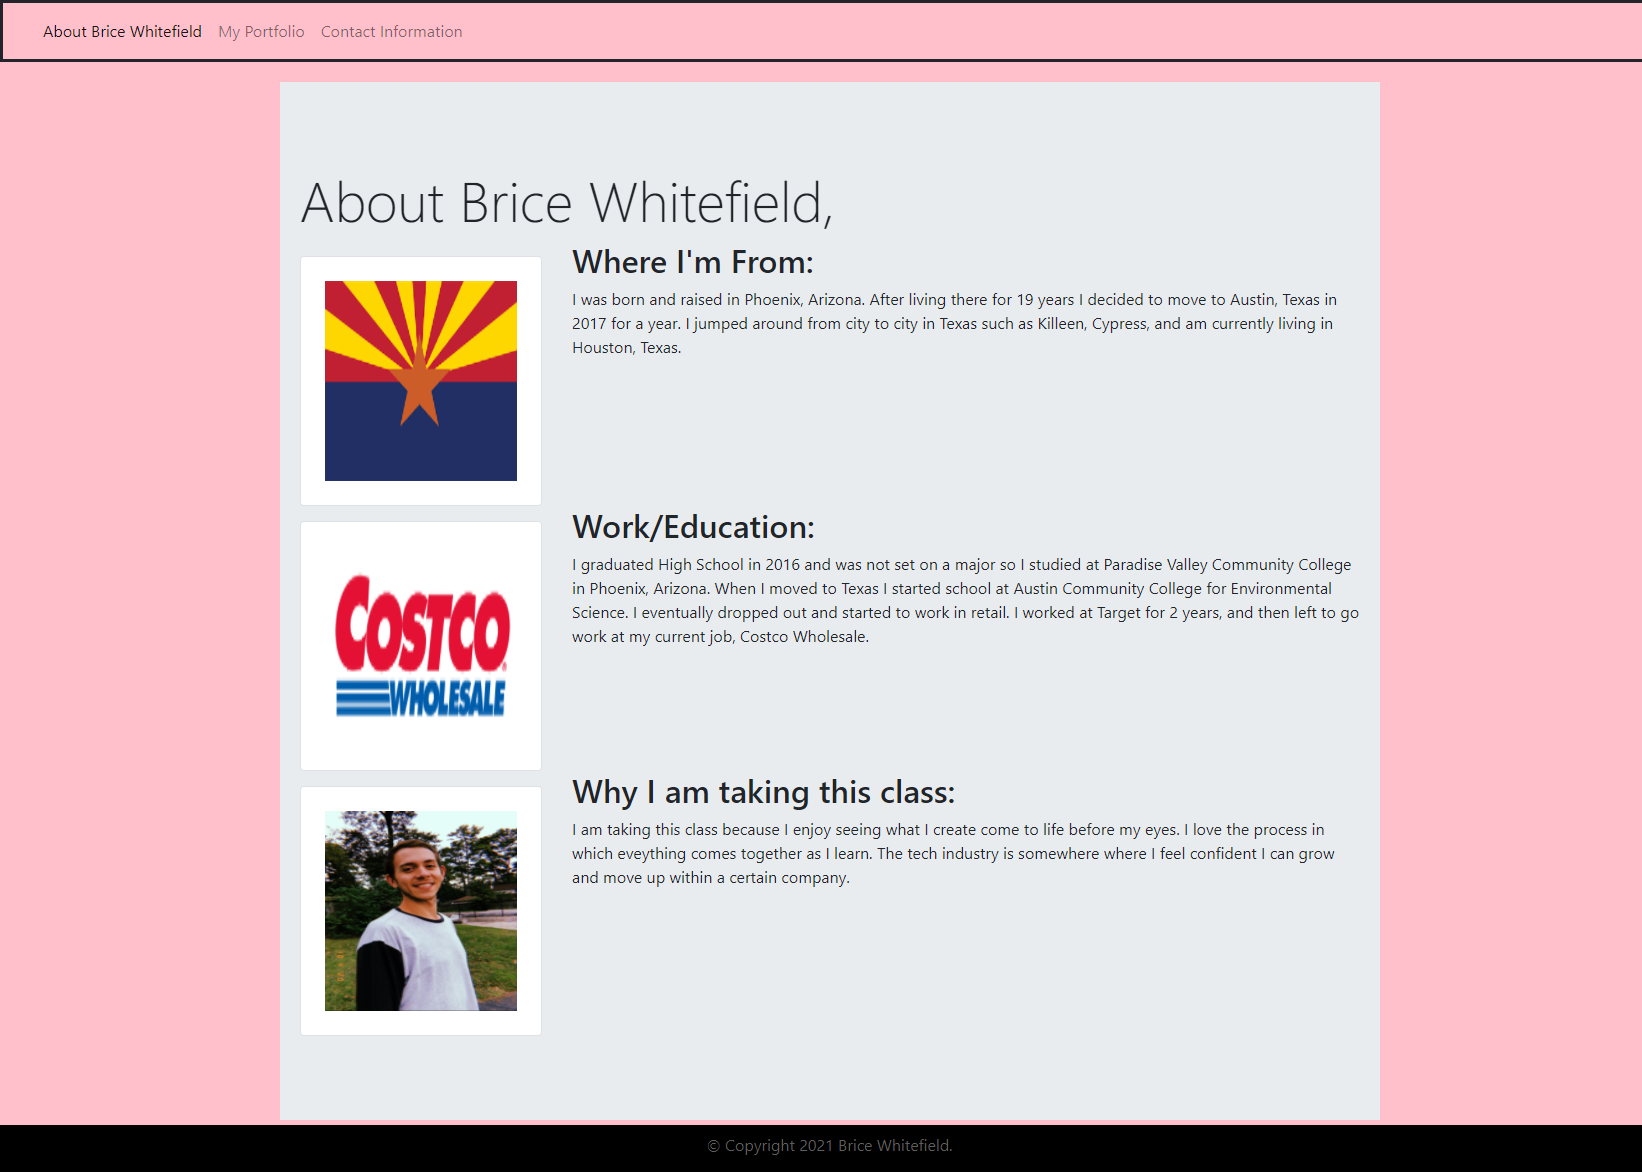 About Brice Whitefield My Portfolio Contact Information
About Brice Whitefield,
Where I'm From:
I was born and raised in Phoenix, Arizona. After living there for 19 years I decided to move to Austin, Texas in
2017 for a year. I jumped around from city to city in Texas such as Killeen, Cypress, and am currently living in
Houston, Texas.
COSTCO
WHOLESALE
Work/Education:
I graduated High School in 2016 and was not set on a major so I studied at Paradise Valley Community College
in Phoenix, Arizona. When I moved to Texas I started school at Austin Community College for Environmental
Science. I eventually dropped out and started to work in retail. I worked at Target for 2 years, and then left to go
work at my current job, Costco Wholesale.
Why I am taking this class:
I am taking this class because I enjoy seeing what I create come to life before my eyes. I love the process in
which eveything comes together as I learn. The tech industry is somewhere where I feel confident I can grow
and move up within a certain company.
© Copyright 2021 Brice Whitefield.